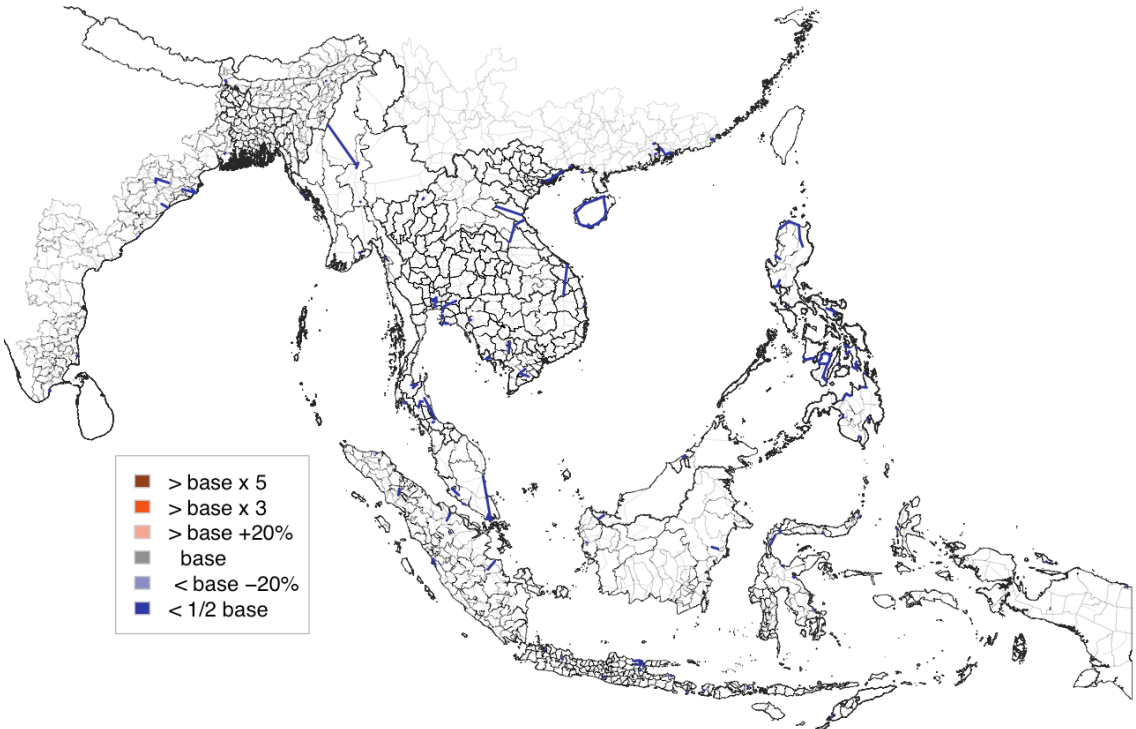 > base x 5
> base x 3
> base +20%
base
< base −20%
< 1/2 base